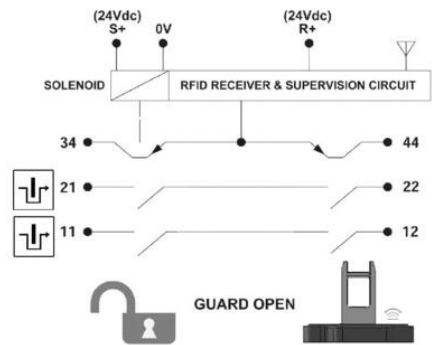 (24Vdc) (24Vdc)
S+ 0V R+
SOLENOID RFID RECEIVER & SUPERVISION CIRCUIT
34 44
21 22
11 12
GUARD OPEN